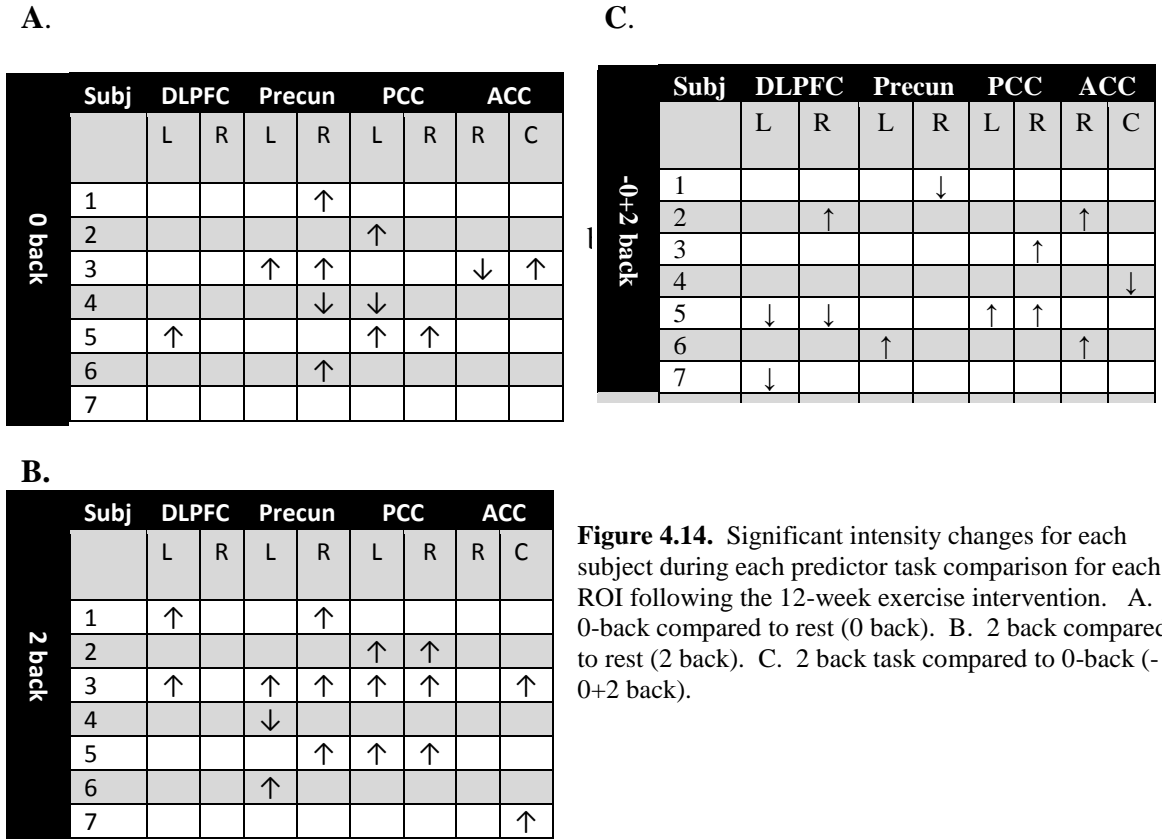 A.
0 back
Subj DLPFC Precun PCC ACC
L R L R L R R C
1 ↑
2 ↑
3 ↑ ↑ ↓ ↑
4 ↓ ↓
5 ↑ ↑ ↑
6 ↑
7
C.
-0+2 back
Subj DLPFC Precun PCC ACC
L R L R L R R C
1 ↓
2 ↑ ↑
3 ↑
4 ↓
5 ↓ ↓ ↑ ↑
6 ↑ ↑
7 ↓
B.
2 back
Subj DLPFC Precun PCC ACC
L R L R L R R C
1 ↑ ↑
2 ↑ ↑
3 ↑ ↑ ↑ ↑ ↑ ↑
4 ↓
5 ↑ ↑ ↑
6 ↑
7 ↑
Figure 4.14. Significant intensity changes for each
subject during each predictor task comparison for each
ROI following the 12-week exercise intervention. A.
0-back compared to rest (0 back). B. 2 back compared
to rest (2 back). C. 2 back task compared to 0-back (-
0+2 back).